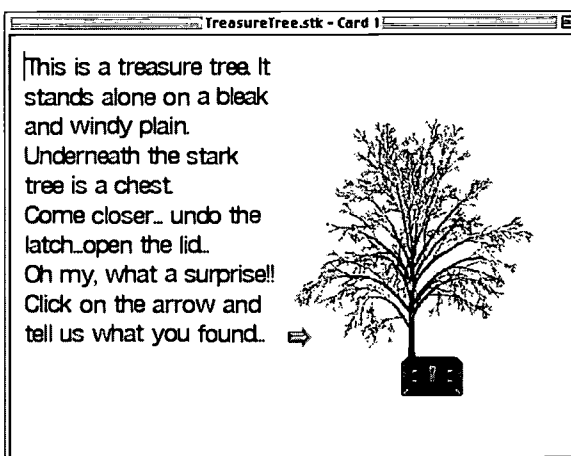 TreasureTree.stk - Card 1
This is a treasure tree. It
stands alone on a bleak
and windy plain.
Underneath the stark
tree is a chest.
Come closer... undo the
latch...open the lid...
Oh my, what a surprise!!
Click on the arrow and
tell us what you found...